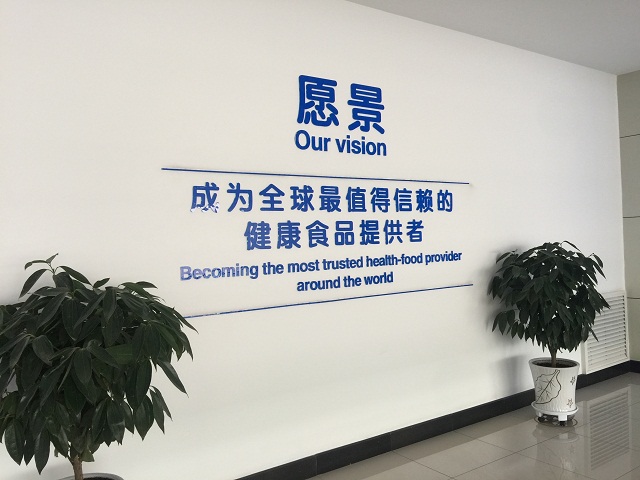 愿景
Our vision
成为全球最值得信赖的
健康食品提供者
Becoming the most trusted health-food provider
around the world